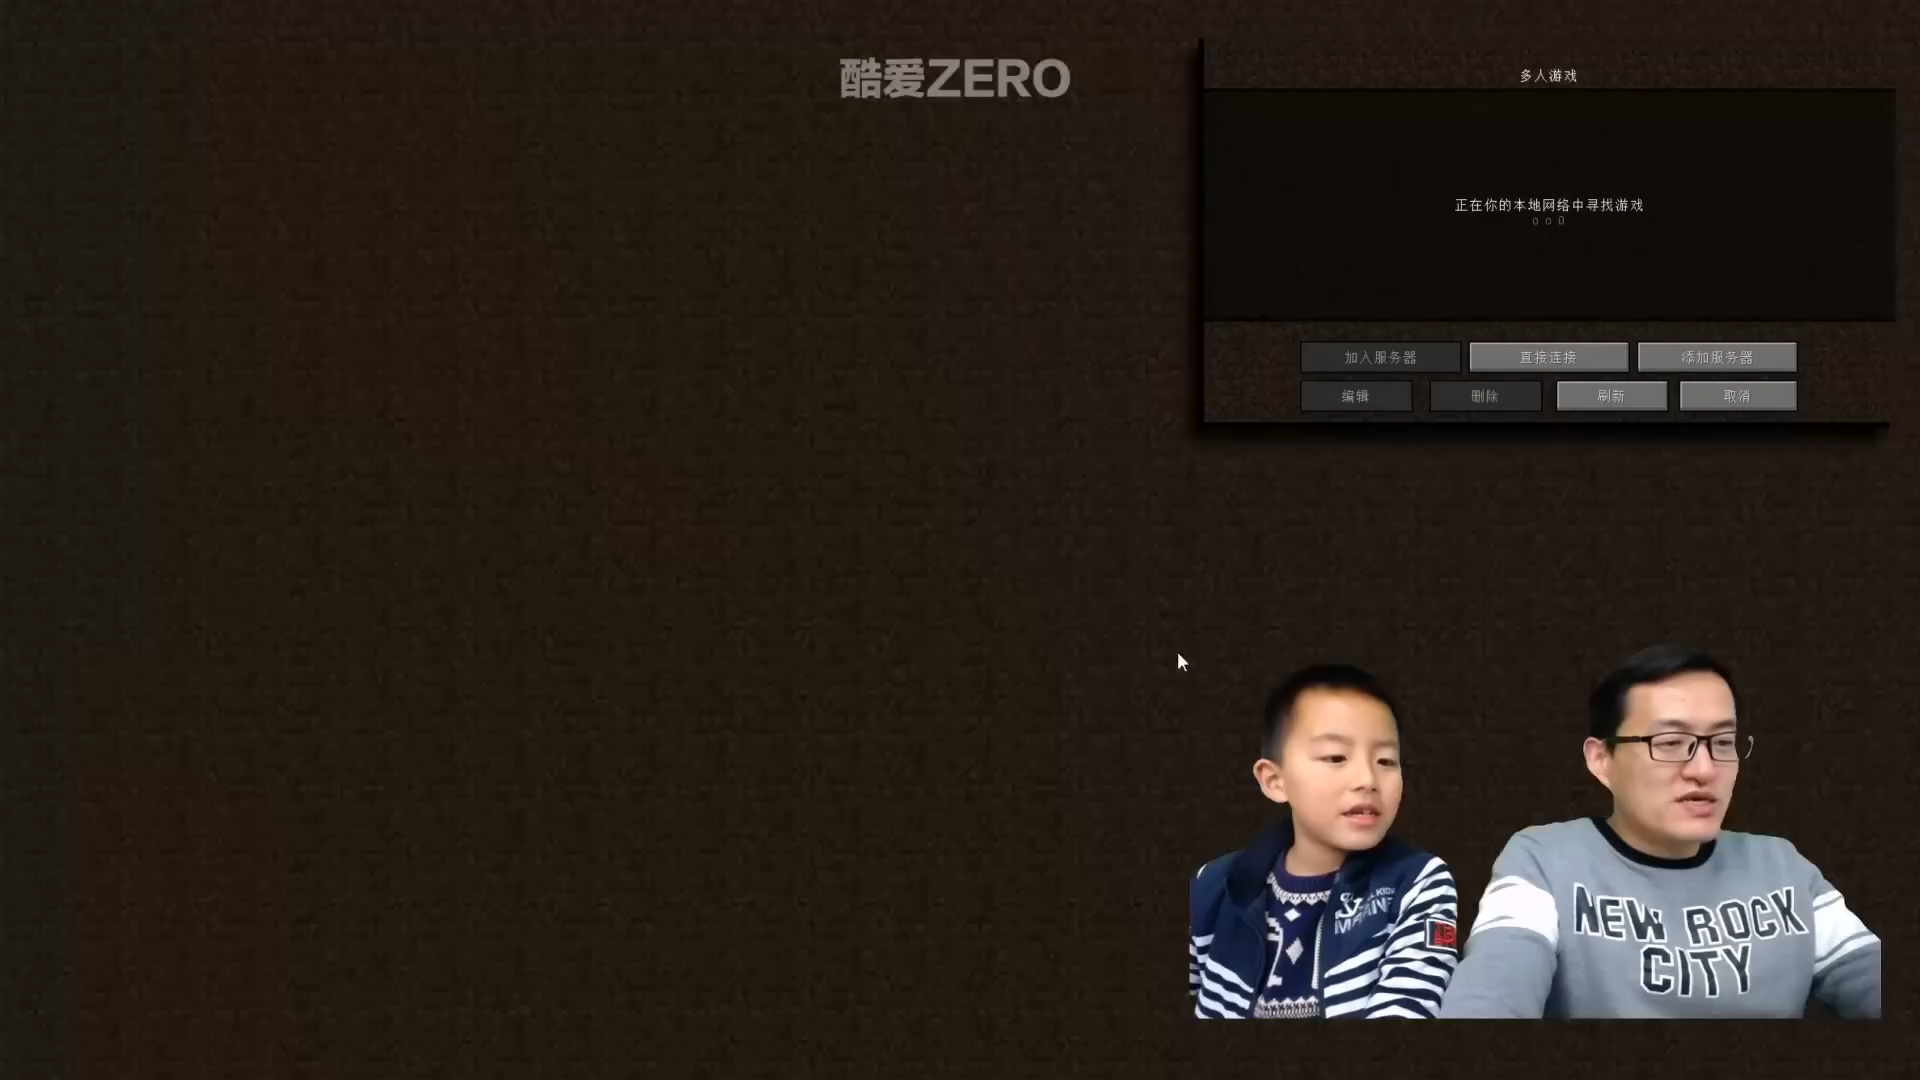 酷爱ZERO
多人游戏
正在你的本地网络中寻找游戏
o o O
加入服务器
直接连接
添加服务器
编辑
删除
刷新
取消
NEW ROCK
CITY